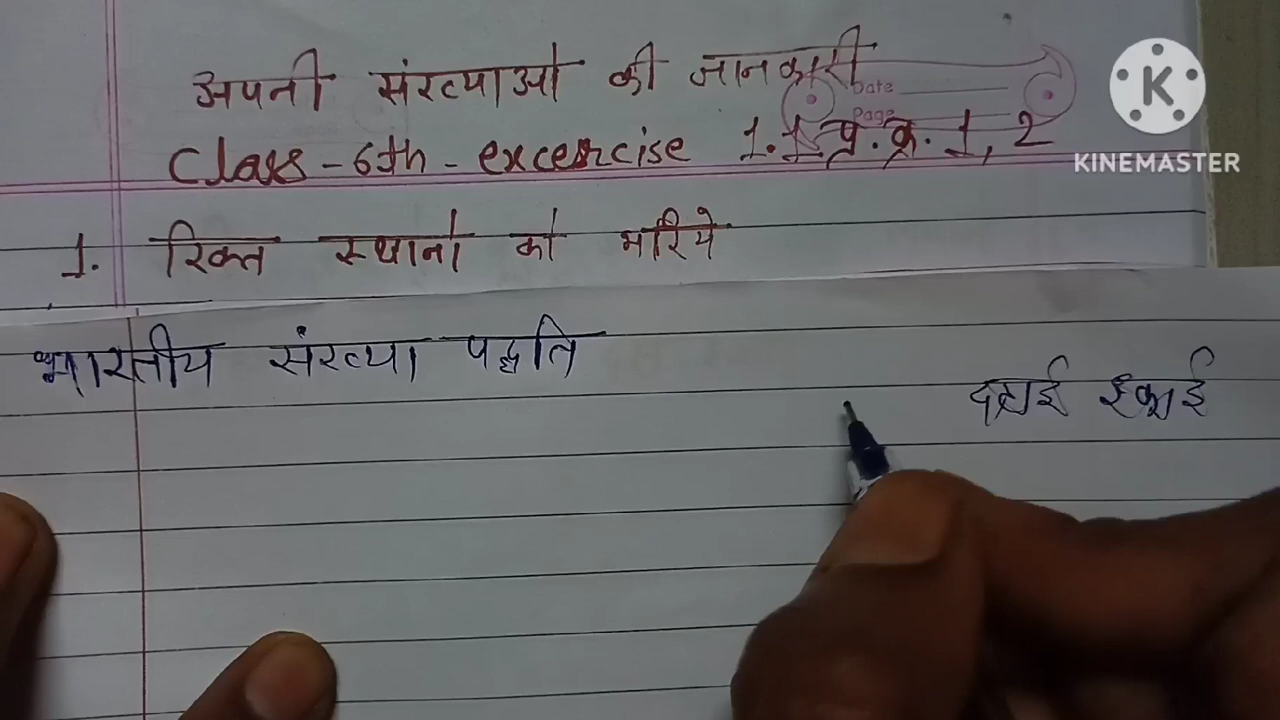 अपनी संख्याओ की जानकारी
Date
Page
K
KINEMASTER
Class - 6th - excercise 1.1 प्र. क्र. 1, 2
1. रिक्त स्थानो को भरिये
भारतीय संख्या पद्धति
दहाई इकाई